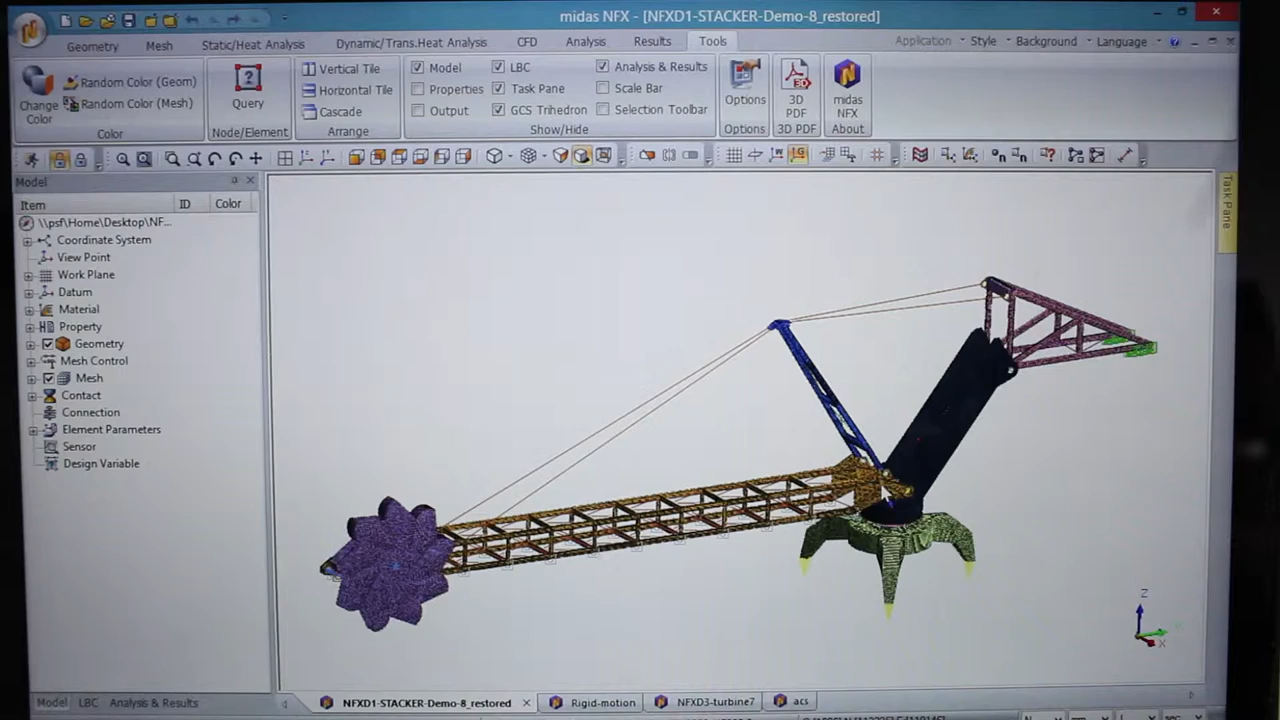 midas NFX - [NFXD1-STACKER-Demo-8_restored]
Geometry Mesh Static/Heat Analysis Dynamic/Trans.Heat Analysis CFD Analysis Results Tools Application Style Background Language
Change Color
Random Color (Geom)
Random Color (Mesh)
Color
Query
Node/Element
Vertical Tile
Horizontal Tile
Cascade
Arrange
Model LBC Analysis & Results
Properties Task Pane Scale Bar
Output GCS Trihedron Selection Toolbar
Show/Hide
Options
Options
3D PDF
3D PDF
midas NFX
About
Model
Item ID Color
\\psf\Home\Desktop\NF...
Coordinate System
View Point
Work Plane
Datum
Material
Property
Geometry
Mesh Control
Mesh
Contact
Connection
Element Parameters
Sensor
Design Variable
Task Pane
Z
X
Model LBC Analysis & Results
NFXD1-STACKER-Demo-8_restored Rigid-motion NFXD3-turbine7 acs